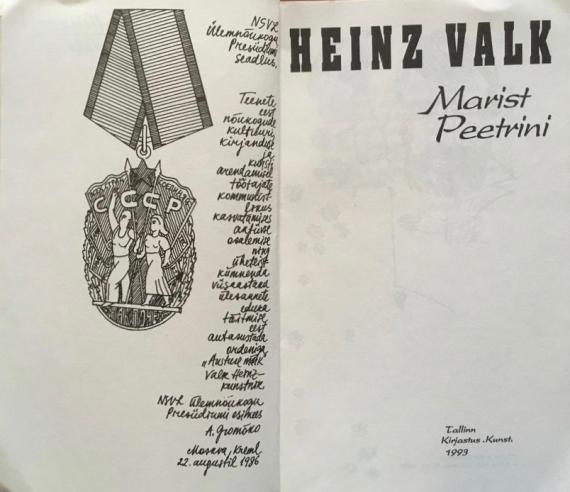 NSVL
Ülemnõukogu
Presiidiumi
seadlus.
Teenete
eest
nõukogude
kultuuri,
kirjanduse
ja
kunsti
arendamisel
töötajate
kommunist-
likus
kasvatamises
aktiivse
osalemise
ning
üheteist-
kümnenda
viisaastaku
ülesannete
eduka
täitmise
eest
autasustada
ordeniga
„Austuse märk
Valk Heinz-
kunstnik.
NSVL Ülemnõukogu
Presiidiumi esimees
A. Gromõko
Moskva, Kreml
22. augustil 1986
СССР
HEINZ VALK
Marist
Peetrini
Tallinn
Kirjastus „Kunst„
1993